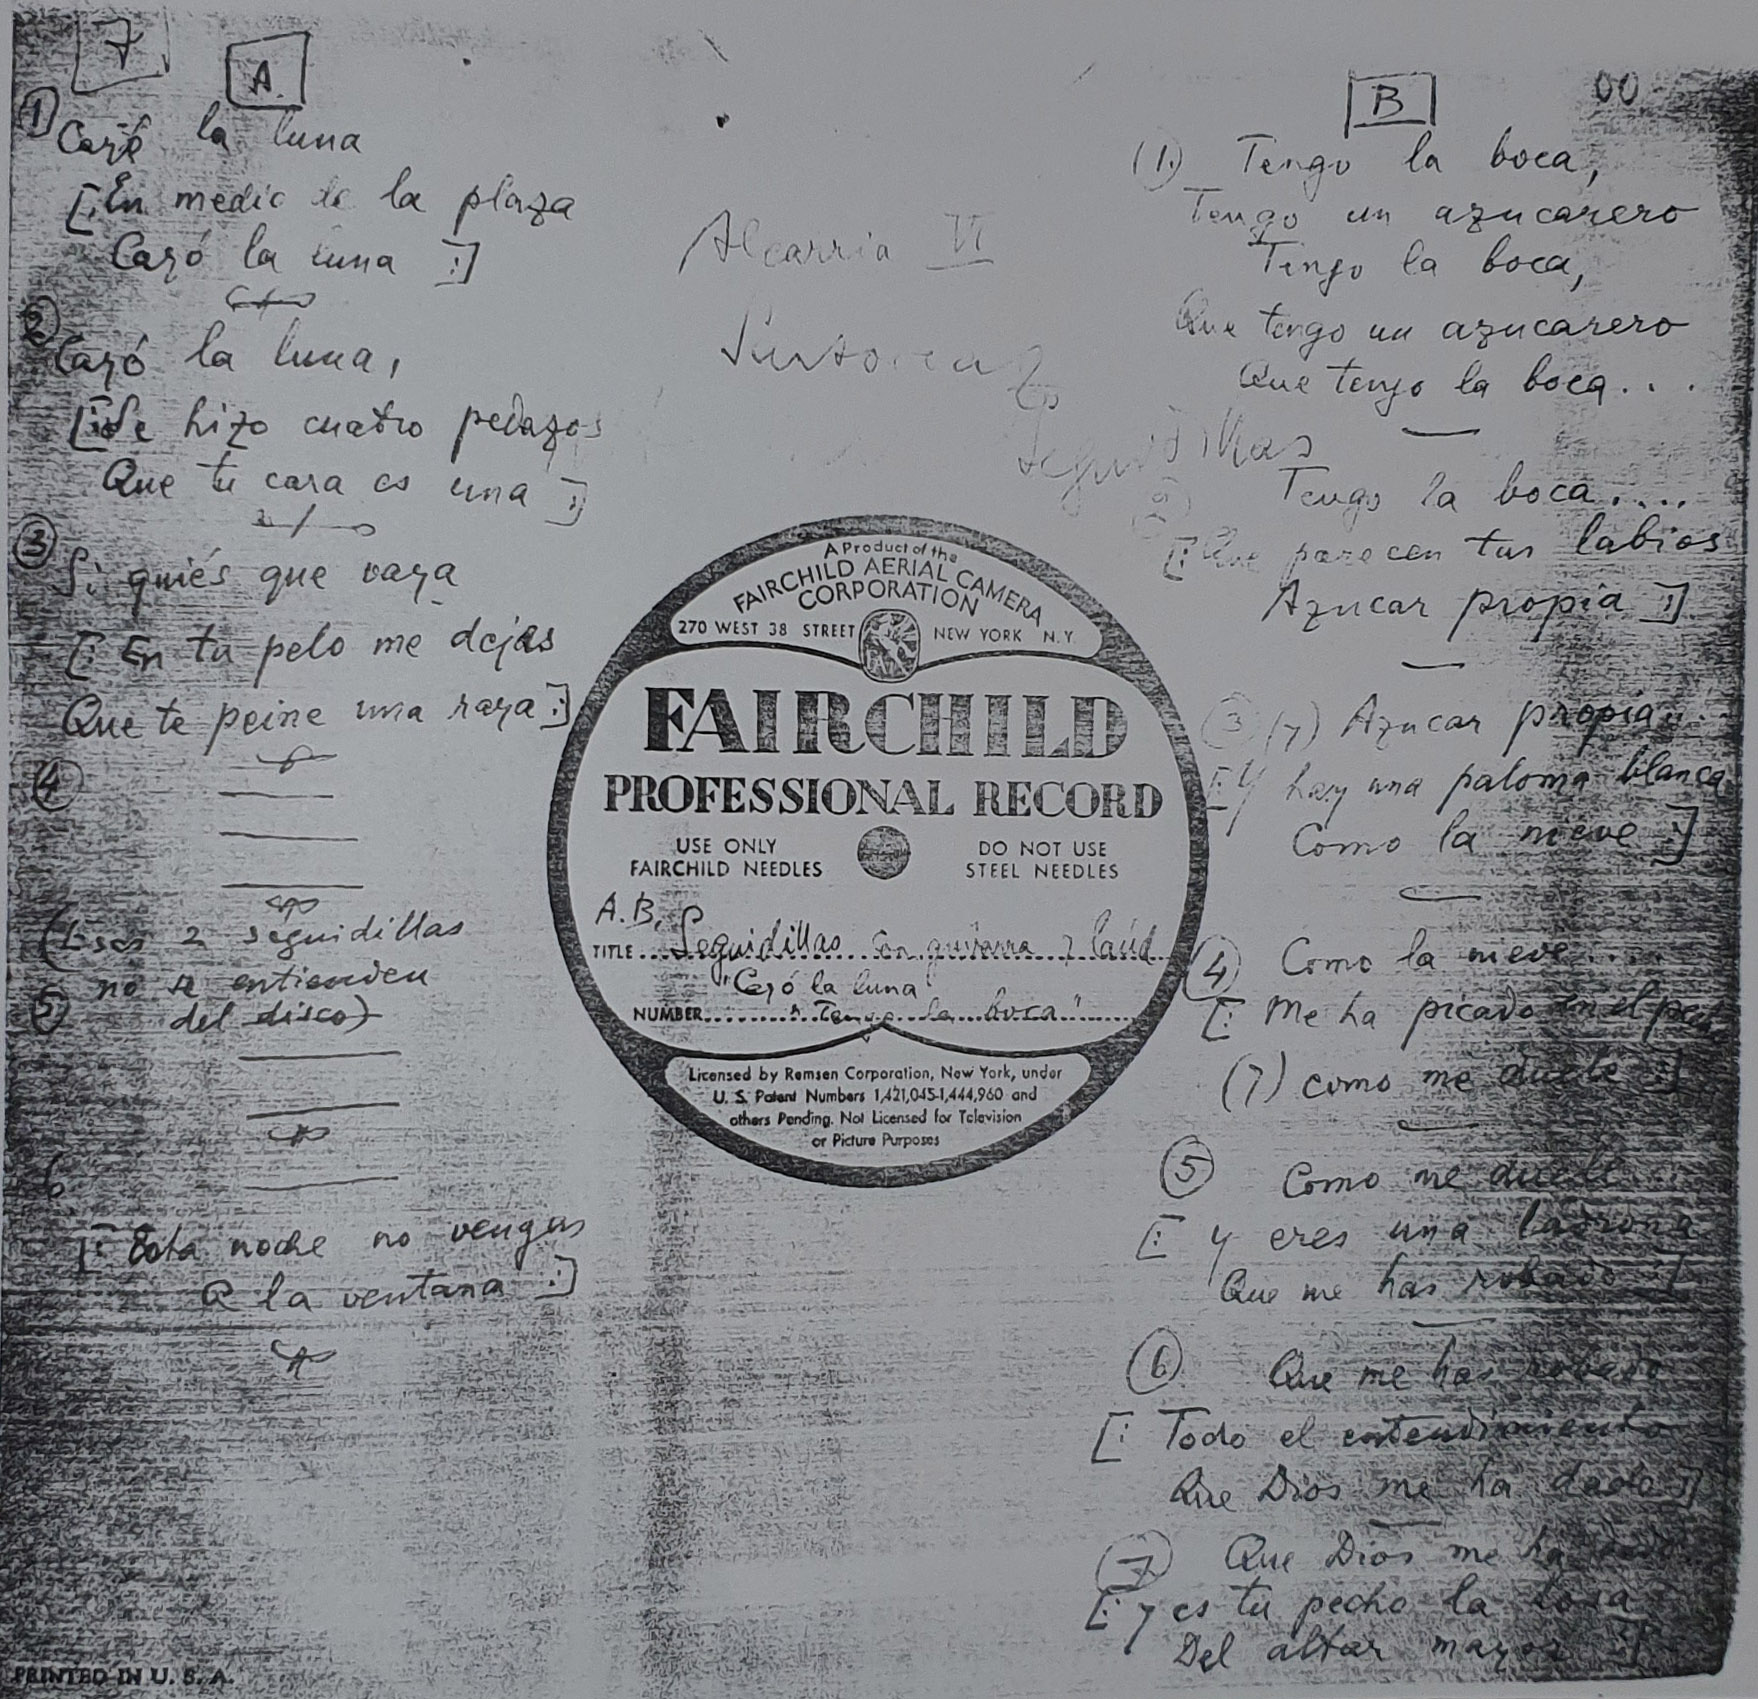 7
A.
① Cayó la luna
[: En medio de la plaza
Cayó la luna :]
② Cayó la luna,
[: Se hizo cuatro pedazos
Que tu cara es una :]
③ Si quiés que vaya
[: En tu pelo me dejas
Que te peine una raya :]
④
(Esas 2 seguidillas
no se entienden
⑤ del disco)
6.
[: Esta noche no vengas
A la ventana :]
Alcarria VI
Seguidillas
A Product of the
FAIRCHILD AERIAL CAMERA
CORPORATION
270 WEST 38 STREET NEW YORK N.Y.
FAIRCHILD
PROFESSIONAL RECORD
USE ONLY
FAIRCHILD NEEDLES
DO NOT USE
STEEL NEEDLES
A.B.
TITLE Seguidillas con guitarra y laúd
"Cayó la luna
NUMBER "Tengo la boca"
Licensed by Remsen Corporation, New York, under
U. S. Patent Numbers 1,421,045-1,444,960 and
others Pending. Not Licensed for Television
or Picture Purposes
B
00
(1.) Tengo la boca,
Tengo un azucarero
Tengo la boca,
Que tengo un azucarero
Que tengo la boca...
Tengo la boca....
[: Que parecen tus labios
Azucar propia :]
③ (7) Azucar propia...
[: Y hay una paloma blanca
Como la nieve :]
④ Como la nieve....
[: Me ha picado en el pecho
(7) como me duele :]
⑤ Como me duele...
[: y eres una ladrona
Que me has robado :]
⑥ Que me has robado
[: Todo el entendimiento
Que Dios me ha dado :]
⑦ Que Dios me ha dado
[: y es tu pecho la losa
Del altar mayor :]
PRINTED IN U. S. A.